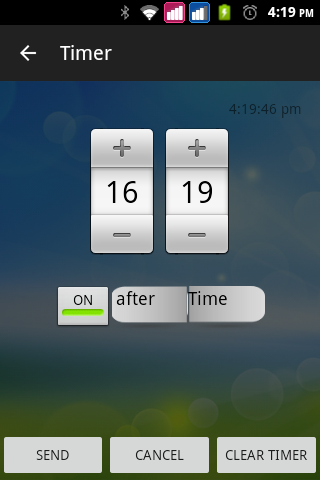 4:19 PM
Timer
4:19:46 pm
+ +
16 19
- -
ON after Time
SEND CANCEL CLEAR TIMER